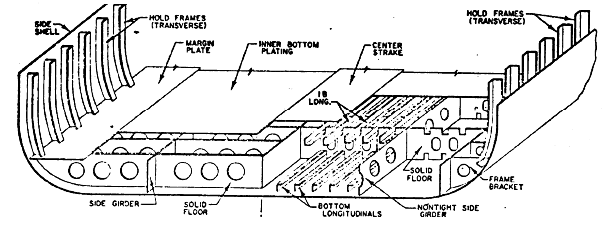 SIDE
SHELL
HOLD FRAMES
(TRANSVERSE)
MARGIN
PLATE
INNER BOTTOM
PLATING
CENTER
STRAKE
HOLD FRAMES
(TRANSVERSE)
IB
LONG.
SIDE GIRDER
SOLID
FLOOR
BOTTOM
LONGITUDINALS
NONTIGHT SIDE
GIRDER
SOLID
FLOOR
FRAME
BRACKET